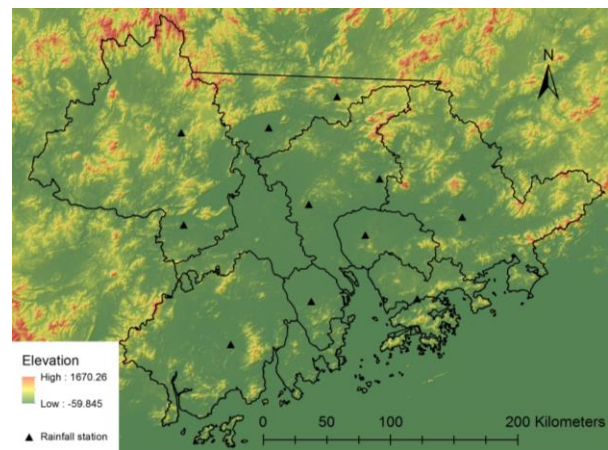 N
Elevation
High : 1670.26
Low : -59.845
Rainfall station
0 50 100 200 Kilometers